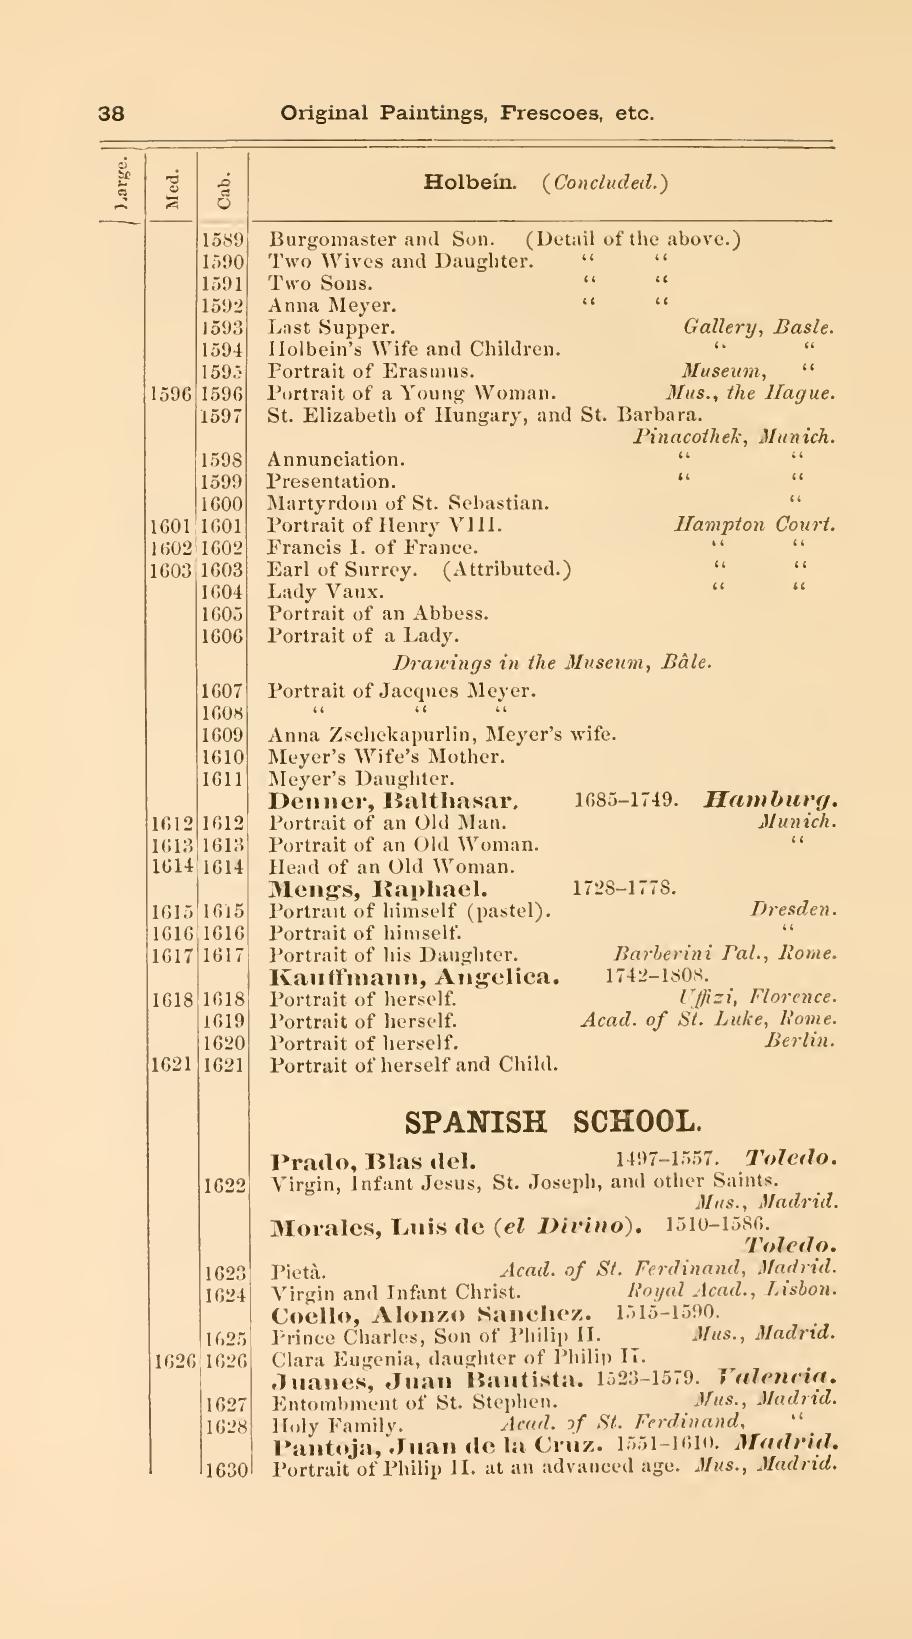 38 Original Paintings, Frescoes, etc.
Large. Med. Cab. Holbein. (Concluded.)
1589 Burgomaster and Son. (Detail of the above.)
1590 Two Wives and Daughter. “ “
1591 Two Sons. “ “
1592 Anna Meyer. “ “
1593 Last Supper. Gallery, Basle.
1594 Holbein's Wife and Children. “ “
1595 Portrait of Erasmus. Museum, “
1596 1596 Portrait of a Young Woman. Mus., the Hague.
1597 St. Elizabeth of Hungary, and St. Barbara.
Pinacothek, Munich.
1598 Annunciation. “ “
1599 Presentation. “ “
1600 Martyrdom of St. Sebastian. “
1601 1601 Portrait of Henry VIII. Hampton Court.
1602 1602 Francis I. of France. “ “
1603 1603 Earl of Surrey. (Attributed.) “ “
1604 Lady Vaux. “ “
1605 Portrait of an Abbess.
1606 Portrait of a Lady.
Drawings in the Museum, Bâle.
1607 Portrait of Jacques Meyer.
1608 “ “ “
1609 Anna Zschekapurlin, Meyer's wife.
1610 Meyer's Wife's Mother.
1611 Meyer's Daughter.
Denner, Balthasar. 1685–1749. Hamburg.
1612 1612 Portrait of an Old Man. Munich.
1613 1613 Portrait of an Old Woman. “
1614 1614 Head of an Old Woman.
Mengs, Raphael. 1728–1778.
1615 1615 Portrait of himself (pastel). Dresden.
1616 1616 Portrait of himself. “
1617 1617 Portrait of his Daughter. Barberini Pal., Rome.
Kauffmann, Angelica. 1742–1808.
1618 1618 Portrait of herself. Uffizi, Florence.
1619 Portrait of herself. Acad. of St. Luke, Rome.
1620 Portrait of herself. Berlin.
1621 1621 Portrait of herself and Child.
SPANISH SCHOOL.
Prado, Blas del. 1497–1557. Toledo.
1622 Virgin, Infant Jesus, St. Joseph, and other Saints.
Mus., Madrid.
Morales, Luis de (el Divino). 1510–1586.
Toledo.
1623 Pietà. Acad. of St. Ferdinand, Madrid.
1624 Virgin and Infant Christ. Royal Acad., Lisbon.
Coello, Alonzo Sanchez. 1515–1590.
1625 Prince Charles, Son of Philip II. Mus., Madrid.
1626 1626 Clara Eugenia, daughter of Philip II.
Juanes, Juan Bautista. 1523–1579. Valencia.
1627 Entombment of St. Stephen. Mus., Madrid.
1628 Holy Family. Acad. of St. Ferdinand, “
Pantoja, Juan de la Cruz. 1551–1610. Madrid.
1630 Portrait of Philip II. at an advanced age. Mus., Madrid.